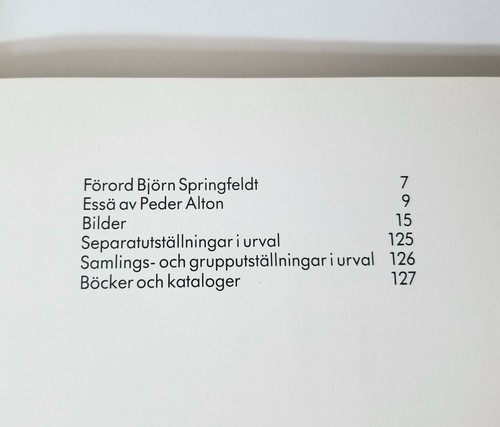 Förord Björn Springfeldt 7
Essä av Peder Alton 9
Bilder 15
Separatutställningar i urval 125
Samlings- och grupputställningar i urval 126
Böcker och kataloger 127